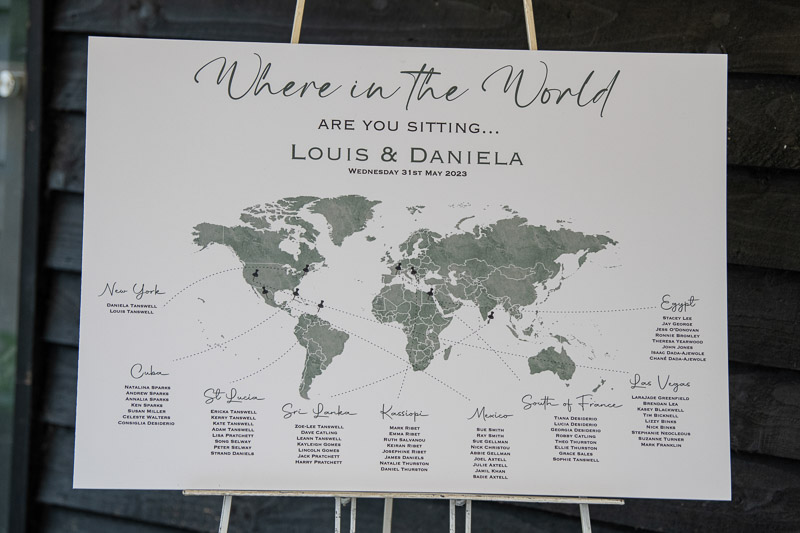 Where in the World
ARE YOU SITTING...
LOUIS & DANIELA
WEDNESDAY 31ST MAY 2023
New York
DANIELA TANSWELL
LOUIS TANSWELL
Cuba
NATALINA SPARKS
ANDREW SPARKS
ANNALIA SPARKS
KEN SPARKS
SUSAN MILLER
CELESTE WALTERS
CONSIGLIA DESIDERIO
St Lucia
ERICKA TANSWELL
KERRY TANSWELL
KATE TANSWELL
ADAM TANSWELL
LISA PRATCHETT
SONO SELWAY
PETER SELWAY
STRAND DANIELS
Sri Lanka
ZOE-LEE TANSWELL
DAVE CATLING
LEANN TANSWELL
KAYLEIGH GOMES
LINCOLN GOMES
JACK PRATCHETT
HARRY PRATCHETT
Kassiopi
MARK RIBET
EMMA RIBET
RUTH SALVANOU
KEIRAN RIBET
JOSEPHINE RIBET
JAMES DANIELS
NATALIE THURSTON
DANIEL THURSTON
Mexico
SUE SMITH
RAY SMITH
SUE GELLMAN
NICK CHRISANTHOU
ABBIE GELLMAN
JOEL AXTELL
JULIE AXTELL
JAMIL KHAN
SADIE AXTELL
South of France
TIANA DESIDERIO
LUCIA DESIDERIO
GEORGIA DESIDERIO
ROBBY CATLING
THEO THURSTON
ELLIE THURSTON
GRACE SALES
SOPHIE TANSWELL
Egypt
STACEY LEE
JAY GEORGE
JESS O'DONOVAN
RONNIE BROMLEY
THERESA YEARWOOD
JOHN JONES
ISAAC DADA-AJEWOLE
CHANÉ DADA-AJEWOLE
Las Vegas
LARAJADE GREENFIELD
BRENDAN LEA
KASEY BLACKWELL
TIM BICKNELL
LIZZY BINKS
NICK BINKS
STEPHANIE NEOCLEOUS
SUZANNE TURNER
MARK FRANKLIN